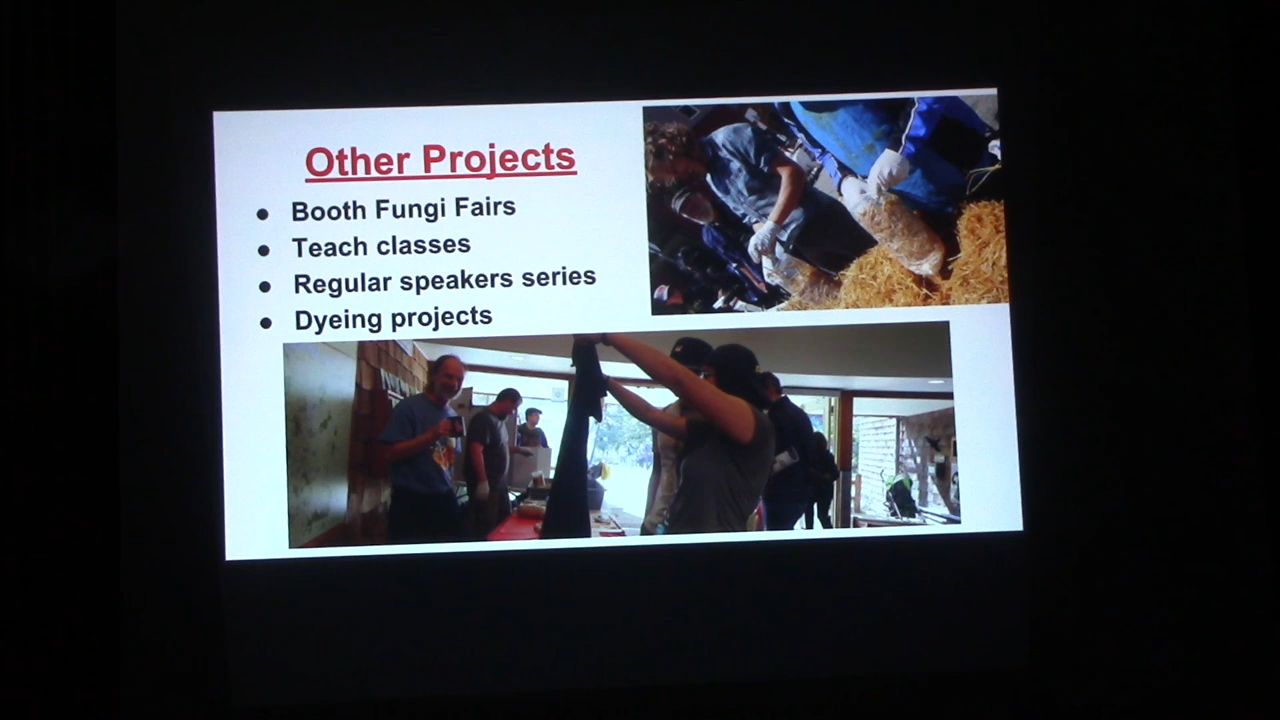 Other Projects
● Booth Fungi Fairs
● Teach classes
● Regular speakers series
● Dyeing projects